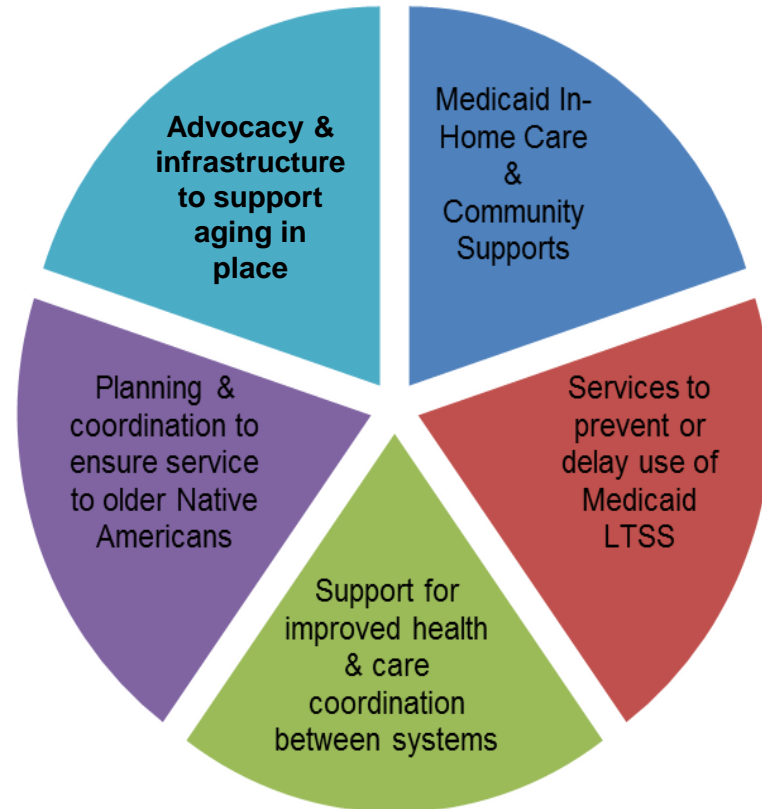 Advocacy &
infrastructure
to support
aging in
place
Medicaid In-
Home Care
&
Community
Supports
Services to
prevent or
delay use of
Medicaid
LTSS
Support for
improved health
& care
coordination
between systems
Planning &
coordination to
ensure service
to older Native
Americans